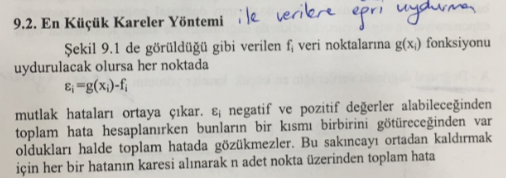 9.2. En Küçük Kareler Yöntemi ile verilere eğri uydurma
Şekil 9.1 de görüldüğü gibi verilen fᵢ veri noktalarına g(xᵢ) fonksiyonu
uydurulacak olursa her noktada
εᵢ=g(xᵢ)-fᵢ
mutlak hataları ortaya çıkar. εᵢ negatif ve pozitif değerler alabileceğinden
toplam hata hesaplanırken bunların bir kısmı birbirini götüreceğinden var
oldukları halde toplam hatada gözükmezler. Bu sakıncayı ortadan kaldırmak
için her bir hatanın karesi alınarak n adet nokta üzerinden toplam hata